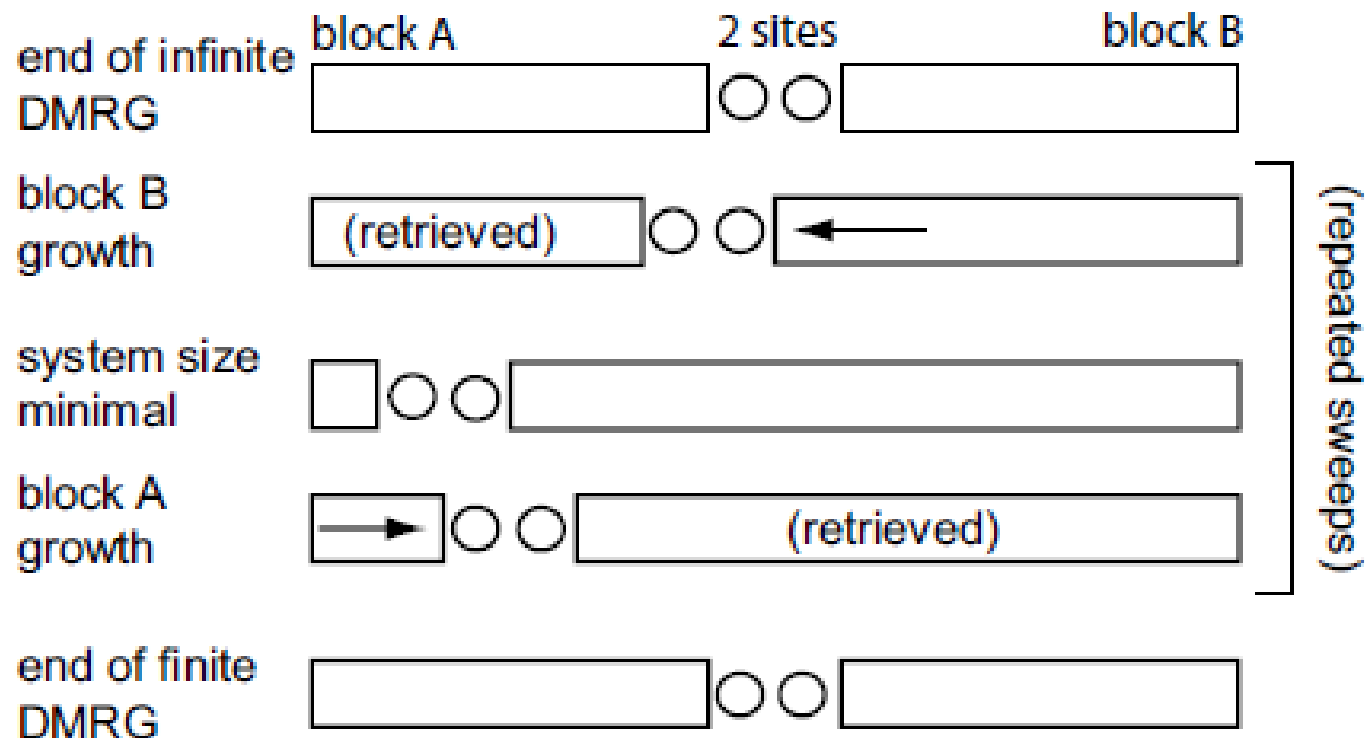 block A
2 sites
block B
end of infinite
DMRG
block B
growth
(retrieved)
system size
minimal
block A
growth
(retrieved)
end of finite
DMRG
(repeated sweeps)